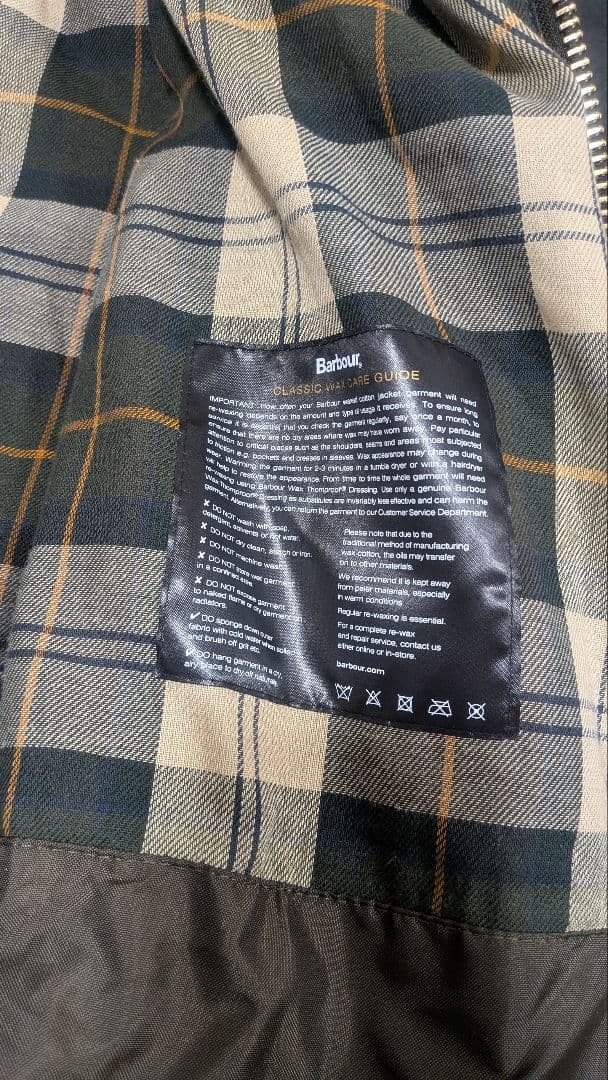 Barbour
CLASSIC WAX CARE GUIDE
IMPORTANT: How often your Barbour waxed cotton jacket garment will need
re-waxing depends on the amount and type of usage it receives. To ensure long
service it is essential that you check the garment regularly, say once a month, to
ensure that there are no dry areas where wax may have worn away. Pay particular
attention to critical places such as the shoulders, seams and areas most subjected
to friction e.g. pockets and creases in sleeves. Wax appearance may change during
wear. Warming the garment for 2-3 minutes in a tumble dryer or with a hairdryer
will help to restore the appearance. From time to time the whole garment will need
re-waxing using Barbour Wax Thornproof® Dressing. Use only a genuine Barbour
Wax Thornproof Dressing as substitutes are invariably less effective and can harm the
garment. Alternatively, you can return the garment to our Customer Service Department.
✗ DO NOT wash with soap,
detergent, solvents or hot water.
✗ DO NOT dry clean, starch or iron.
✗ DO NOT machine wash.
✗ DO NOT store wet garment
in a confined area.
✗ DO NOT expose garment
to naked flame or dry garment on
radiators.
✓ DO sponge down outer
fabric with cold water when soiled
and brush off grit etc.
✓ DO hang garment in a dry,
airy place to dry off naturally.
Please note that due to the
traditional method of manufacturing
wax cotton, the oils may transfer
on to other materials.
We recommend it is kept away
from paler materials, especially
in warm conditions.
Regular re-waxing is essential.
For a complete re-wax
and repair service, contact us
either online or in-store.
barbour.com